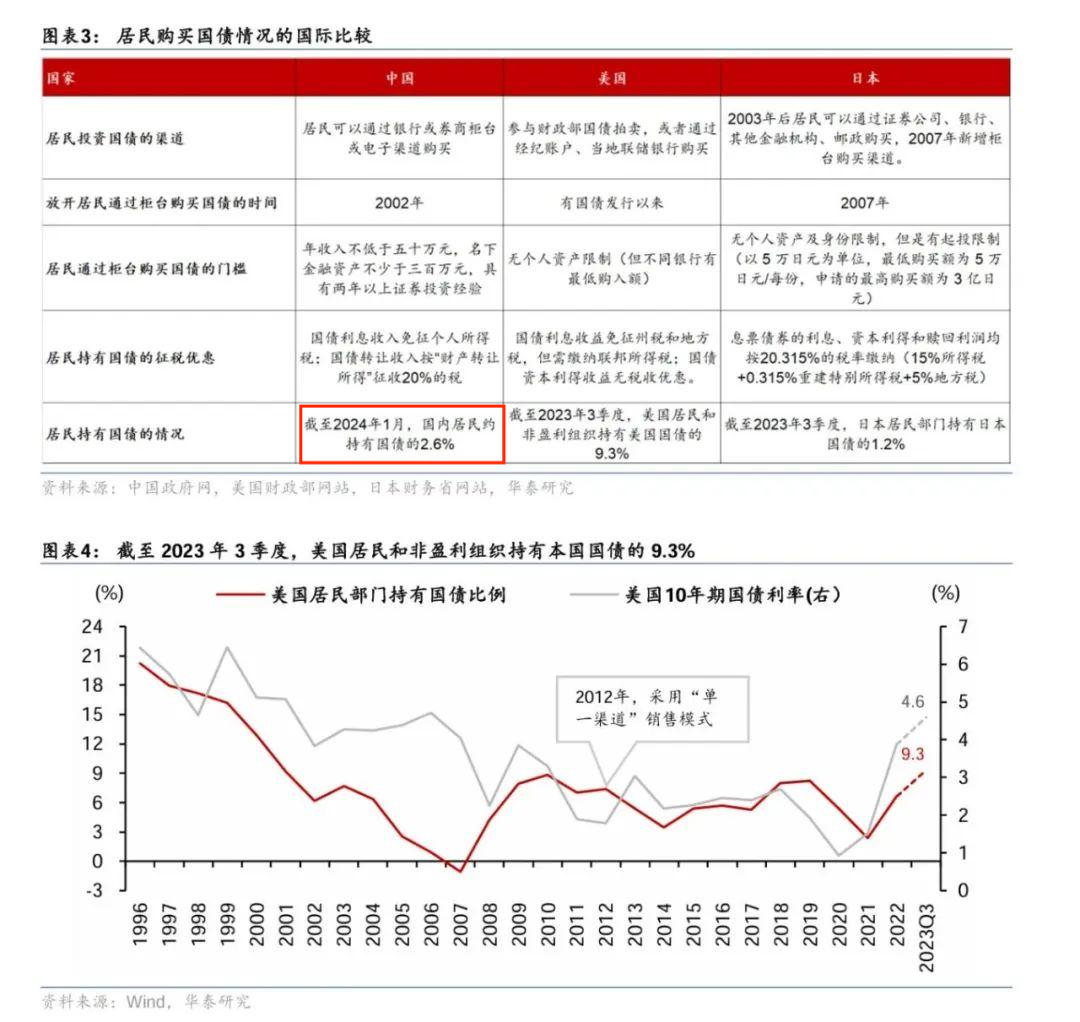 图表3： 居民购买国债情况的国际比较
国家 中国 美国 日本
居民投资国债的渠道
居民可以通过银行或券商柜台
或电子渠道购买
参与财政部国债拍卖，或者通过
经纪账户、当地联储银行购买
2003年后居民可以通过证券公司、银行、
其他金融机构、邮政购买，2007年新增柜
台购买渠道。
放开居民通过柜台购买国债的时间 2002年 有国债发行以来 2007年
居民通过柜台购买国债的门槛
年收入不低于五十万元，名下
金融资产不少于三百万元，具
有两年以上证券投资经验
无个人资产限制（但不同银行有
最低购入额）
无个人资产及身份限制，但是有起投限制
（以 5 万日元为单位，最低购买额为 5 万
日元/每份，申请的最高购买额为 3 亿日
元）
居民持有国债的征税优惠
国债利息收入免征个人所得
税；国债转让收入按“财产转让
所得”征收20%的税
国债利息收益免征州税和地方
税，但需缴纳联邦所得税；国债
资本利得收益无税收优惠。
息票债券的利息、资本利得和赎回利润均
按20.315%的税率缴纳（15%所得税
+0.315%重建特别所得税+5%地方税）
居民持有国债的情况
截至2024年1月，国内居民约
持有国债的2.6%
截至2023年3季度，美国居民和
非盈利组织持有美国国债的
9.3%
截至2023年3季度，日本居民部门持有日本
国债的1.2%
资料来源：中国政府网，美国财政部网站，日本财务省网站，华泰研究
图表4： 截至 2023 年 3 季度，美国居民和非盈利组织持有本国国债的 9.3%
(%) 美国居民部门持有国债比例 美国10年期国债利率(右） (%)
24
21
18
15
12
9
6
3
0
-3
2012年，采用“单
一渠道”销售模式
4.6
9.3
7
6
5
4
3
2
1
0
1996
1997
1998
1999
2000
2001
2002
2003
2004
2005
2006
2007
2008
2009
2010
2011
2012
2013
2014
2015
2016
2017
2018
2019
2020
2021
2022
2023Q3
资料来源：Wind，华泰研究